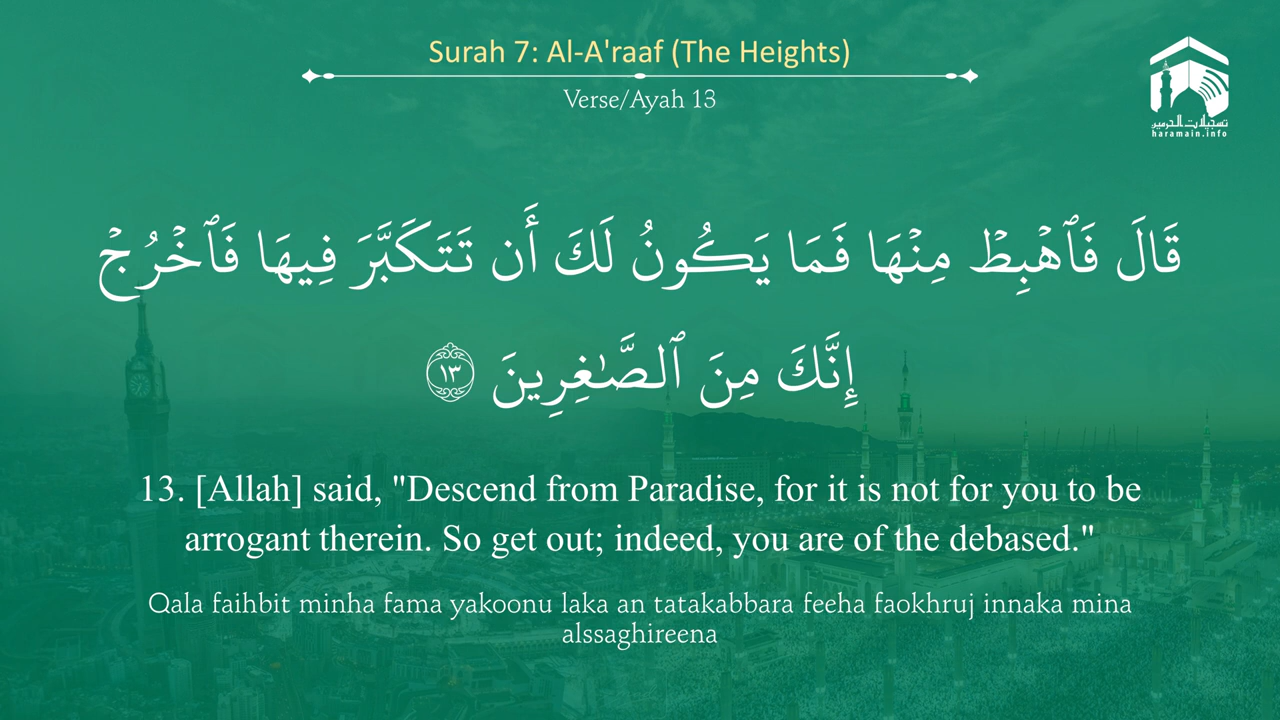 Surah 7: Al-A'raaf (The Heights)
Verse/Ayah 13
تسجيلات الحرمين
haramain.info
قَالَ فَٱهْبِطْ مِنْهَا فَمَا يَكُونُ لَكَ أَن تَتَكَبَّرَ فِيهَا فَٱخْرُجْ
إِنَّكَ مِنَ ٱلصَّٰغِرِينَ ١٣
13. [Allah] said, "Descend from Paradise, for it is not for you to be
arrogant therein. So get out; indeed, you are of the debased."
Qala faihbit minha fama yakoonu laka an tatakabbara feeha faokhruj innaka mina
alssaghireena